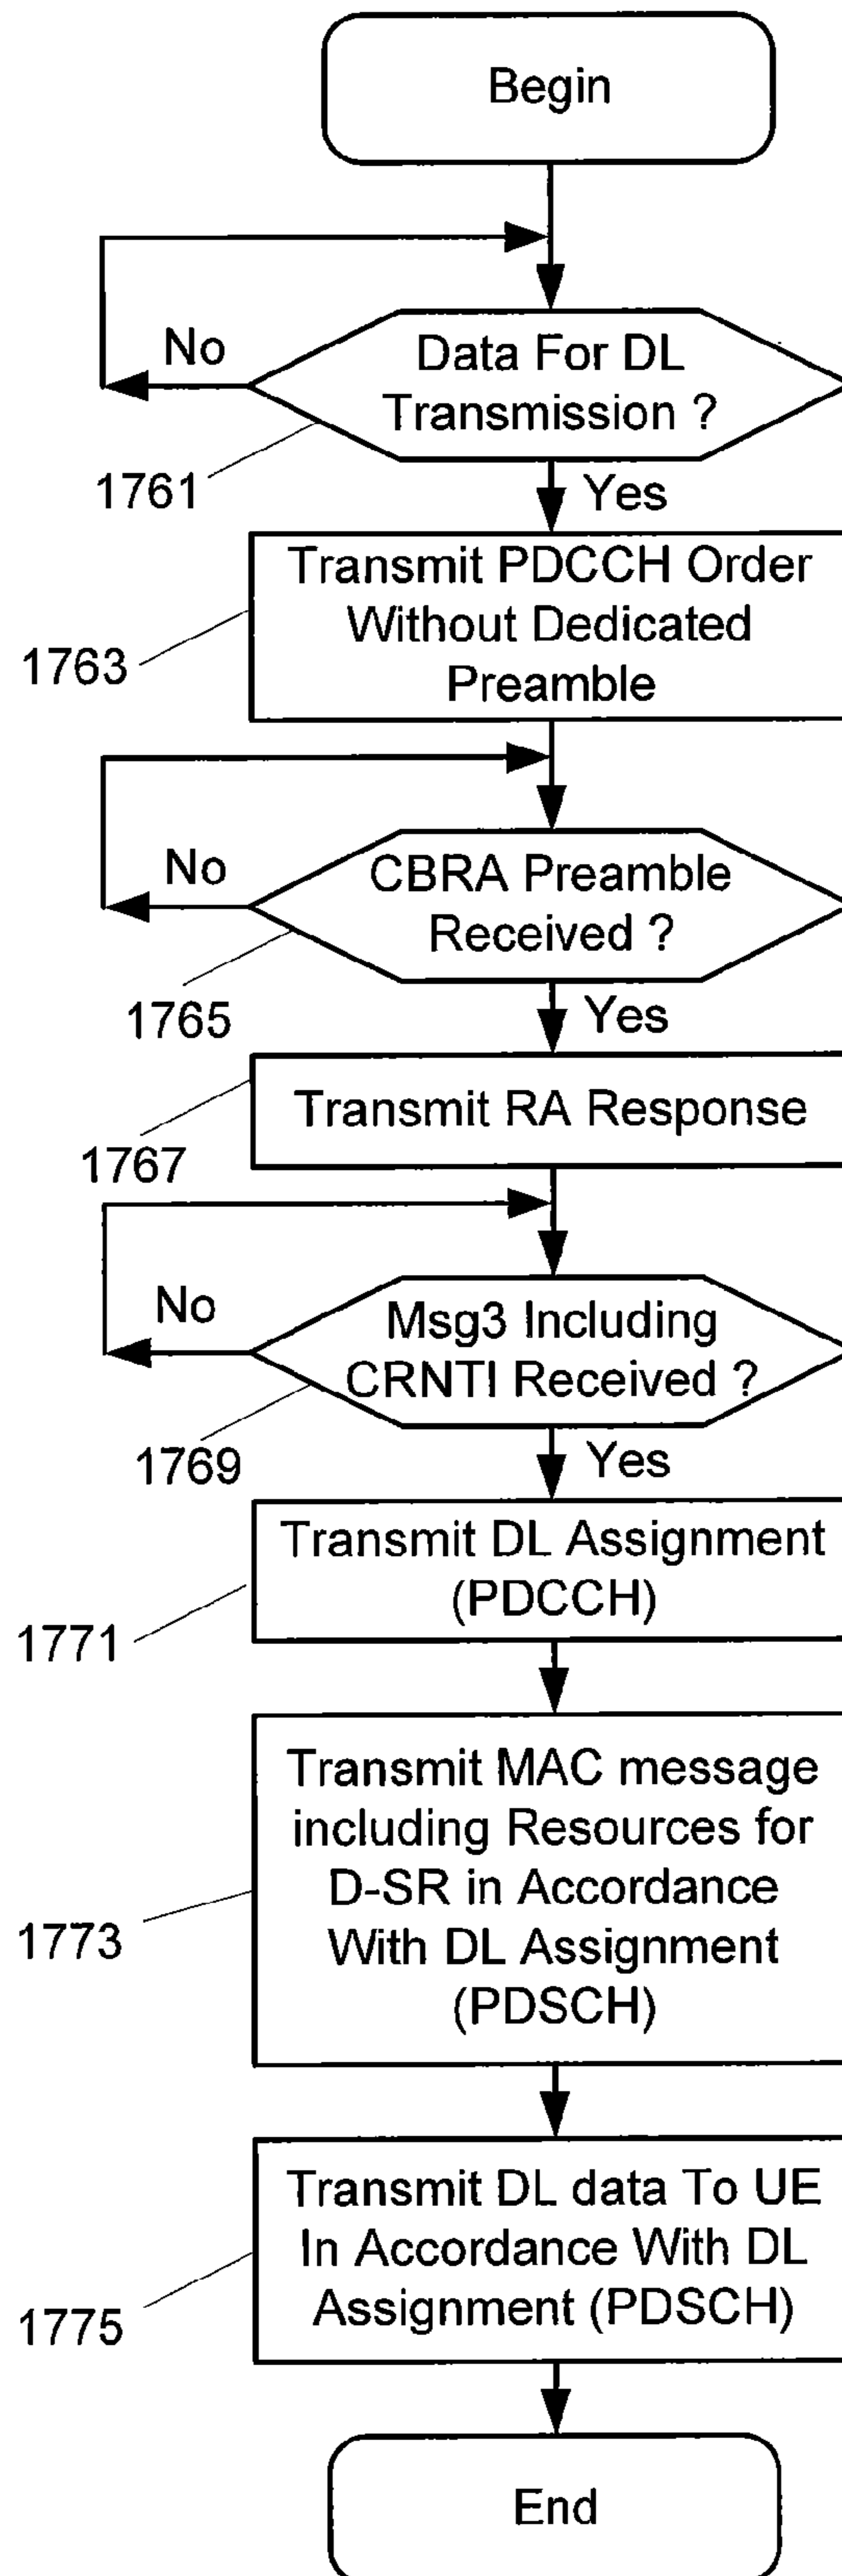 Begin
No
Data For DL
Transmission ?
1761
Yes
Transmit PDCCH Order
Without Dedicated
Preamble
1763
No
CBRA Preamble
Received ?
1765
Yes
Transmit RA Response
1767
No
Msg3 Including
CRNTI Received ?
1769
Yes
Transmit DL Assignment
(PDCCH)
1771
Transmit MAC message
including Resources for
D-SR in Accordance
With DL Assignment
(PDSCH)
1773
Transmit DL data To UE
In Accordance With DL
Assignment (PDSCH)
1775
End